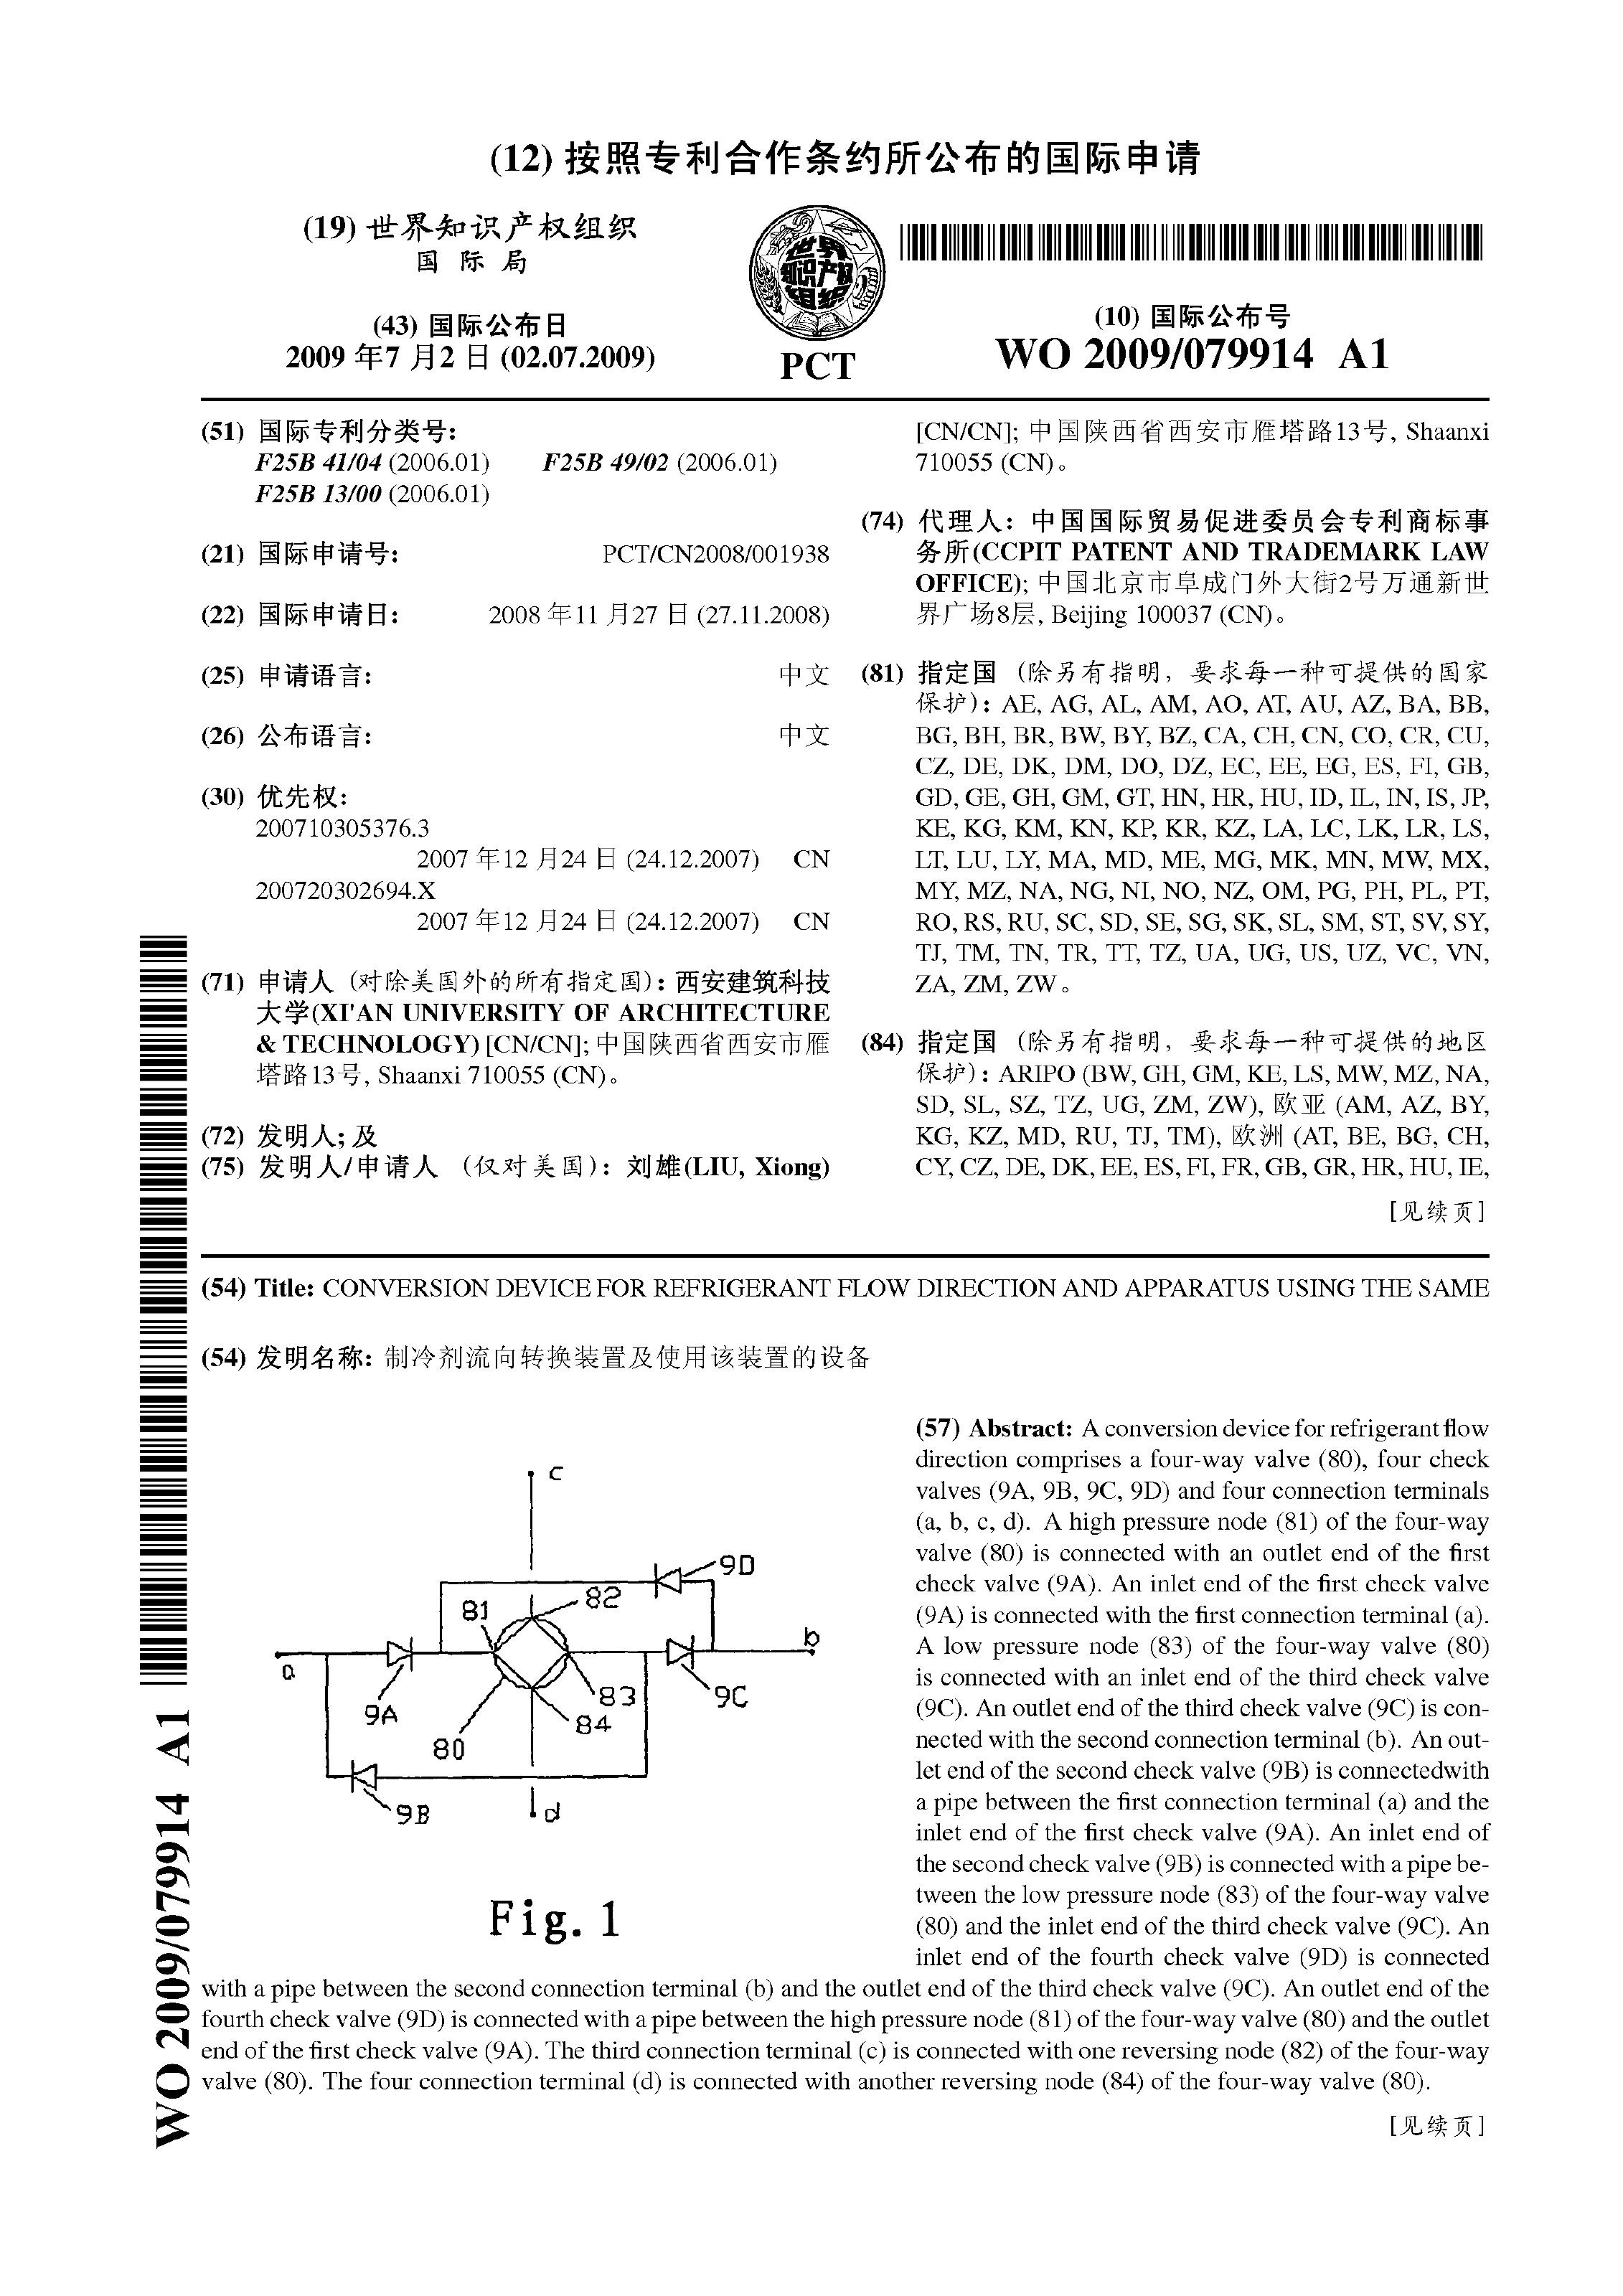 (12) 按照专利合作条约所公布的国际申请
(19) 世界知识产权组织
国 际 局
(43) 国际公布日
2009 年7 月2 日 (02.07.2009)
世界
知识产权
组织
PCT
(10) 国际公布号
WO 2009/079914 A1
(51) 国际专利分类号:
F25B 41/04 (2006.01) F25B 49/02 (2006.01)
F25B 13/00 (2006.01)
(21) 国际申请号: PCT/CN2008/001938
(22) 国际申请日: 2008 年11 月27 日 (27.11.2008)
(25) 申请语言: 中文
(26) 公布语言: 中文
(30) 优先权:
200710305376.3
2007 年12 月24 日 (24.12.2007) CN
200720302694.X
2007 年12 月24 日 (24.12.2007) CN
(71) 申请人 (对除美国外的所有指定国): 西安建筑科技
大学(XI'AN UNIVERSITY OF ARCHITECTURE
& TECHNOLOGY) [CN/CN]; 中国陕西省西安市雁
塔路13号, Shaanxi 710055 (CN)。
(72) 发明人; 及
(75) 发明人/申请人 (仅对美国): 刘雄(LIU, Xiong)
[CN/CN]; 中国陕西省西安市雁塔路13号, Shaanxi
710055 (CN)。
(74) 代理人: 中国国际贸易促进委员会专利商标事
务所(CCPIT PATENT AND TRADEMARK LAW
OFFICE); 中国北京市阜成门外大街2号万通新世
界广场8层, Beijing 100037 (CN)。
(81) 指定国 (除另有指明, 要求每一种可提供的国家
保护): AE, AG, AL, AM, AO, AT, AU, AZ, BA, BB,
BG, BH, BR, BW, BY, BZ, CA, CH, CN, CO, CR, CU,
CZ, DE, DK, DM, DO, DZ, EC, EE, EG, ES, FI, GB,
GD, GE, GH, GM, GT, HN, HR, HU, ID, IL, IN, IS, JP,
KE, KG, KM, KN, KP, KR, KZ, LA, LC, LK, LR, LS,
LT, LU, LY, MA, MD, ME, MG, MK, MN, MW, MX,
MY, MZ, NA, NG, NI, NO, NZ, OM, PG, PH, PL, PT,
RO, RS, RU, SC, SD, SE, SG, SK, SL, SM, ST, SV, SY,
TJ, TM, TN, TR, TT, TZ, UA, UG, US, UZ, VC, VN,
ZA, ZM, ZW。
(84) 指定国 (除另有指明, 要求每一种可提供的地区
保护): ARIPO (BW, GH, GM, KE, LS, MW, MZ, NA,
SD, SL, SZ, TZ, UG, ZM, ZW), 欧亚 (AM, AZ, BY,
KG, KZ, MD, RU, TJ, TM), 欧洲 (AT, BE, BG, CH,
CY, CZ, DE, DK, EE, ES, FI, FR, GB, GR, HR, HU, IE,
[见续页]
(54) Title: CONVERSION DEVICE FOR REFRIGERANT FLOW DIRECTION AND APPARATUS USING THE SAME
(54) 发明名称: 制冷剂流向转换装置及使用该装置的设备
c
9D
82
81
b
a
9A
83
9C
84
80
9B
d
Fig. 1
(57) Abstract: A conversion device for refrigerant flow
direction comprises a four-way valve (80), four check
valves (9A, 9B, 9C, 9D) and four connection terminals
(a, b, c, d). A high pressure node (81) of the four-way
valve (80) is connected with an outlet end of the first
check valve (9A). An inlet end of the first check valve
(9A) is connected with the first connection terminal (a).
A low pressure node (83) of the four-way valve (80)
is connected with an inlet end of the third check valve
(9C). An outlet end of the third check valve (9C) is con-
nected with the second connection terminal (b). An out-
let end of the second check valve (9B) is connectedwith
a pipe between the first connection terminal (a) and the
inlet end of the first check valve (9A). An inlet end of
the second check valve (9B) is connected with a pipe be-
tween the low pressure node (83) of the four-way valve
(80) and the inlet end of the third check valve (9C). An
inlet end of the fourth check valve (9D) is connected
with a pipe between the second connection terminal (b) and the outlet end of the third check valve (9C). An outlet end of the
fourth check valve (9D) is connected with a pipe between the high pressure node (81) of the four-way valve (80) and the outlet
end of the first check valve (9A). The third connection terminal (c) is connected with one reversing node (82) of the four-way
valve (80). The four connection terminal (d) is connected with another reversing node (84) of the four-way valve (80).
[见续页]
WO 2009/079914 A1